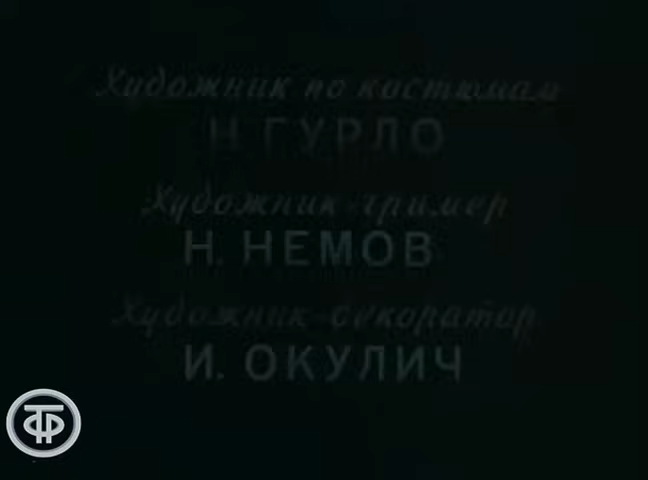 Художник по костюмам
Н. ГУРЛО
Художник-гример
Н. НЕМОВ
Художник-декоратор
И. ОКУЛИЧ